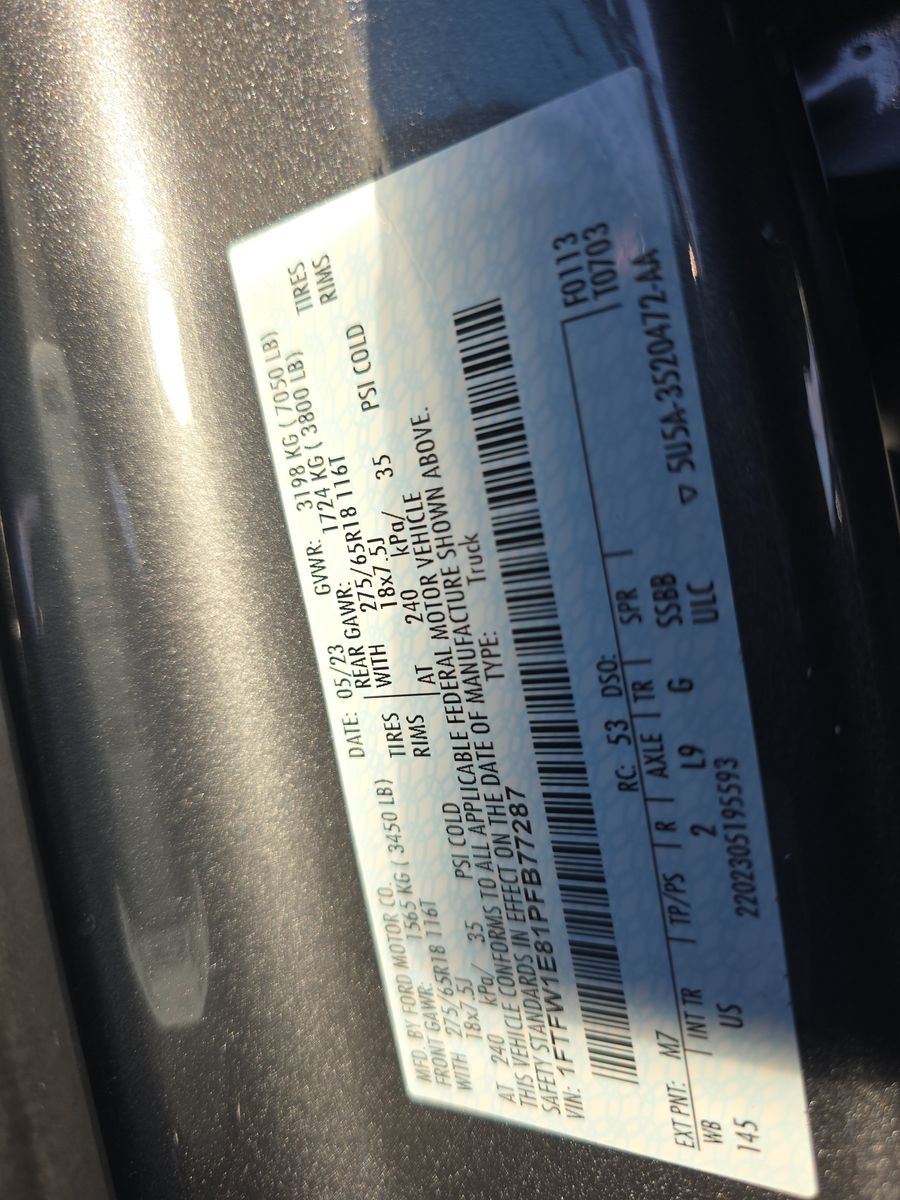 MFD. BY FORD MOTOR CO. DATE: 05/23 GVWR: 3198 KG ( 7050 LB)
FRONT GAWR: 1565 KG ( 3450 LB) REAR GAWR: 1724 KG ( 3800 LB)
WITH 275/65R18 116T TIRES WITH 275/65R18 116T TIRES
18x7.5J RIMS 18x7.5J RIMS
AT 240 kPa/ 35 PSI COLD AT 240 kPa/ 35 PSI COLD
THIS VEHICLE CONFORMS TO ALL APPLICABLE FEDERAL MOTOR VEHICLE
SAFETY STANDARDS IN EFFECT ON THE DATE OF MANUFACTURE SHOWN ABOVE.
VIN: 1FTFW1E81PFB77287 TYPE: Truck
F0113
T0703
EXT PNT: M7 RC: 53 DSO:
WB INT TR TP/PS R AXLE TR SPR
145 US 2 L9 G SSBB
2202305195593 ULC ▽ 5U5A-3520472-AA